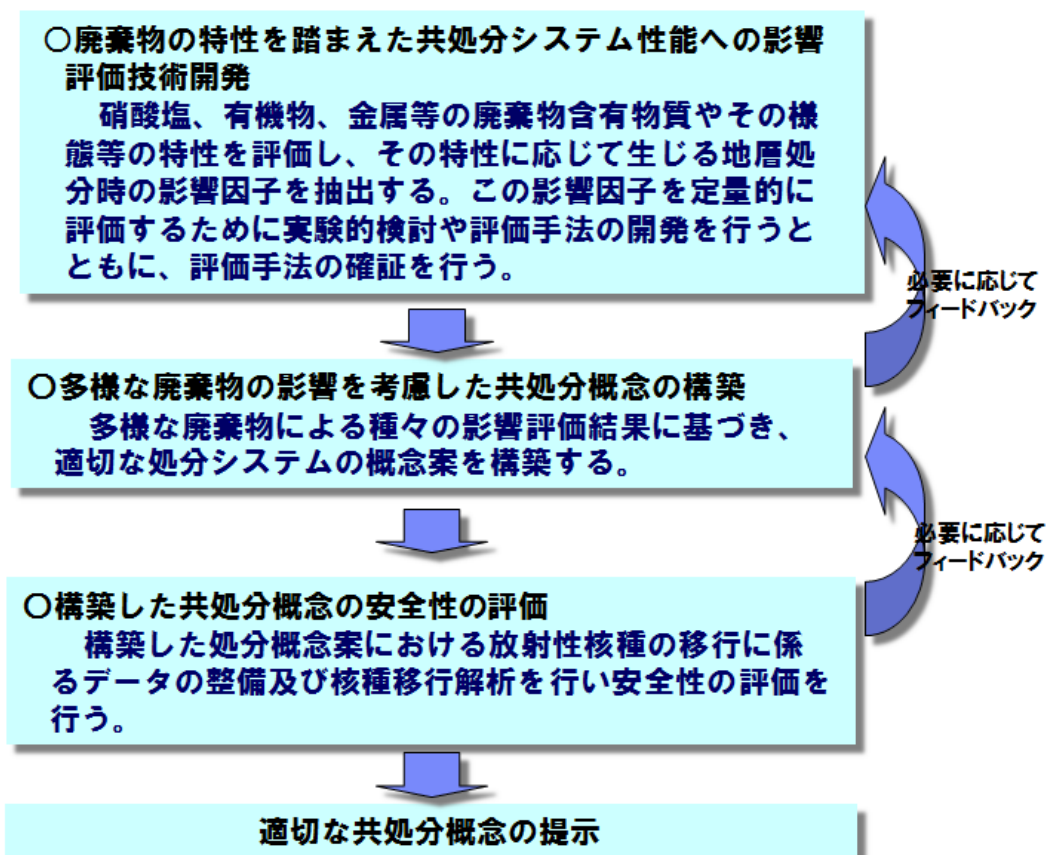 ○廃棄物の特性を踏まえた共処分システム性能への影響
評価技術開発
硝酸塩、有機物、金属等の廃棄物含有物質やその様
態等の特性を評価し、その特性に応じて生じる地層処
分時の影響因子を抽出する。この影響因子を定量的に
評価するために実験的検討や評価手法の開発を行うと
ともに、評価手法の確証を行う。
必要に応じて
フィードバック
○多様な廃棄物の影響を考慮した共処分概念の構築
多様な廃棄物による種々の影響評価結果に基づき、
適切な処分システムの概念案を構築する。
必要に応じて
フィードバック
○構築した共処分概念の安全性の評価
構築した処分概念案における放射性核種の移行に係
るデータの整備及び核種移行解析を行い安全性の評価を
行う。
適切な共処分概念の提示